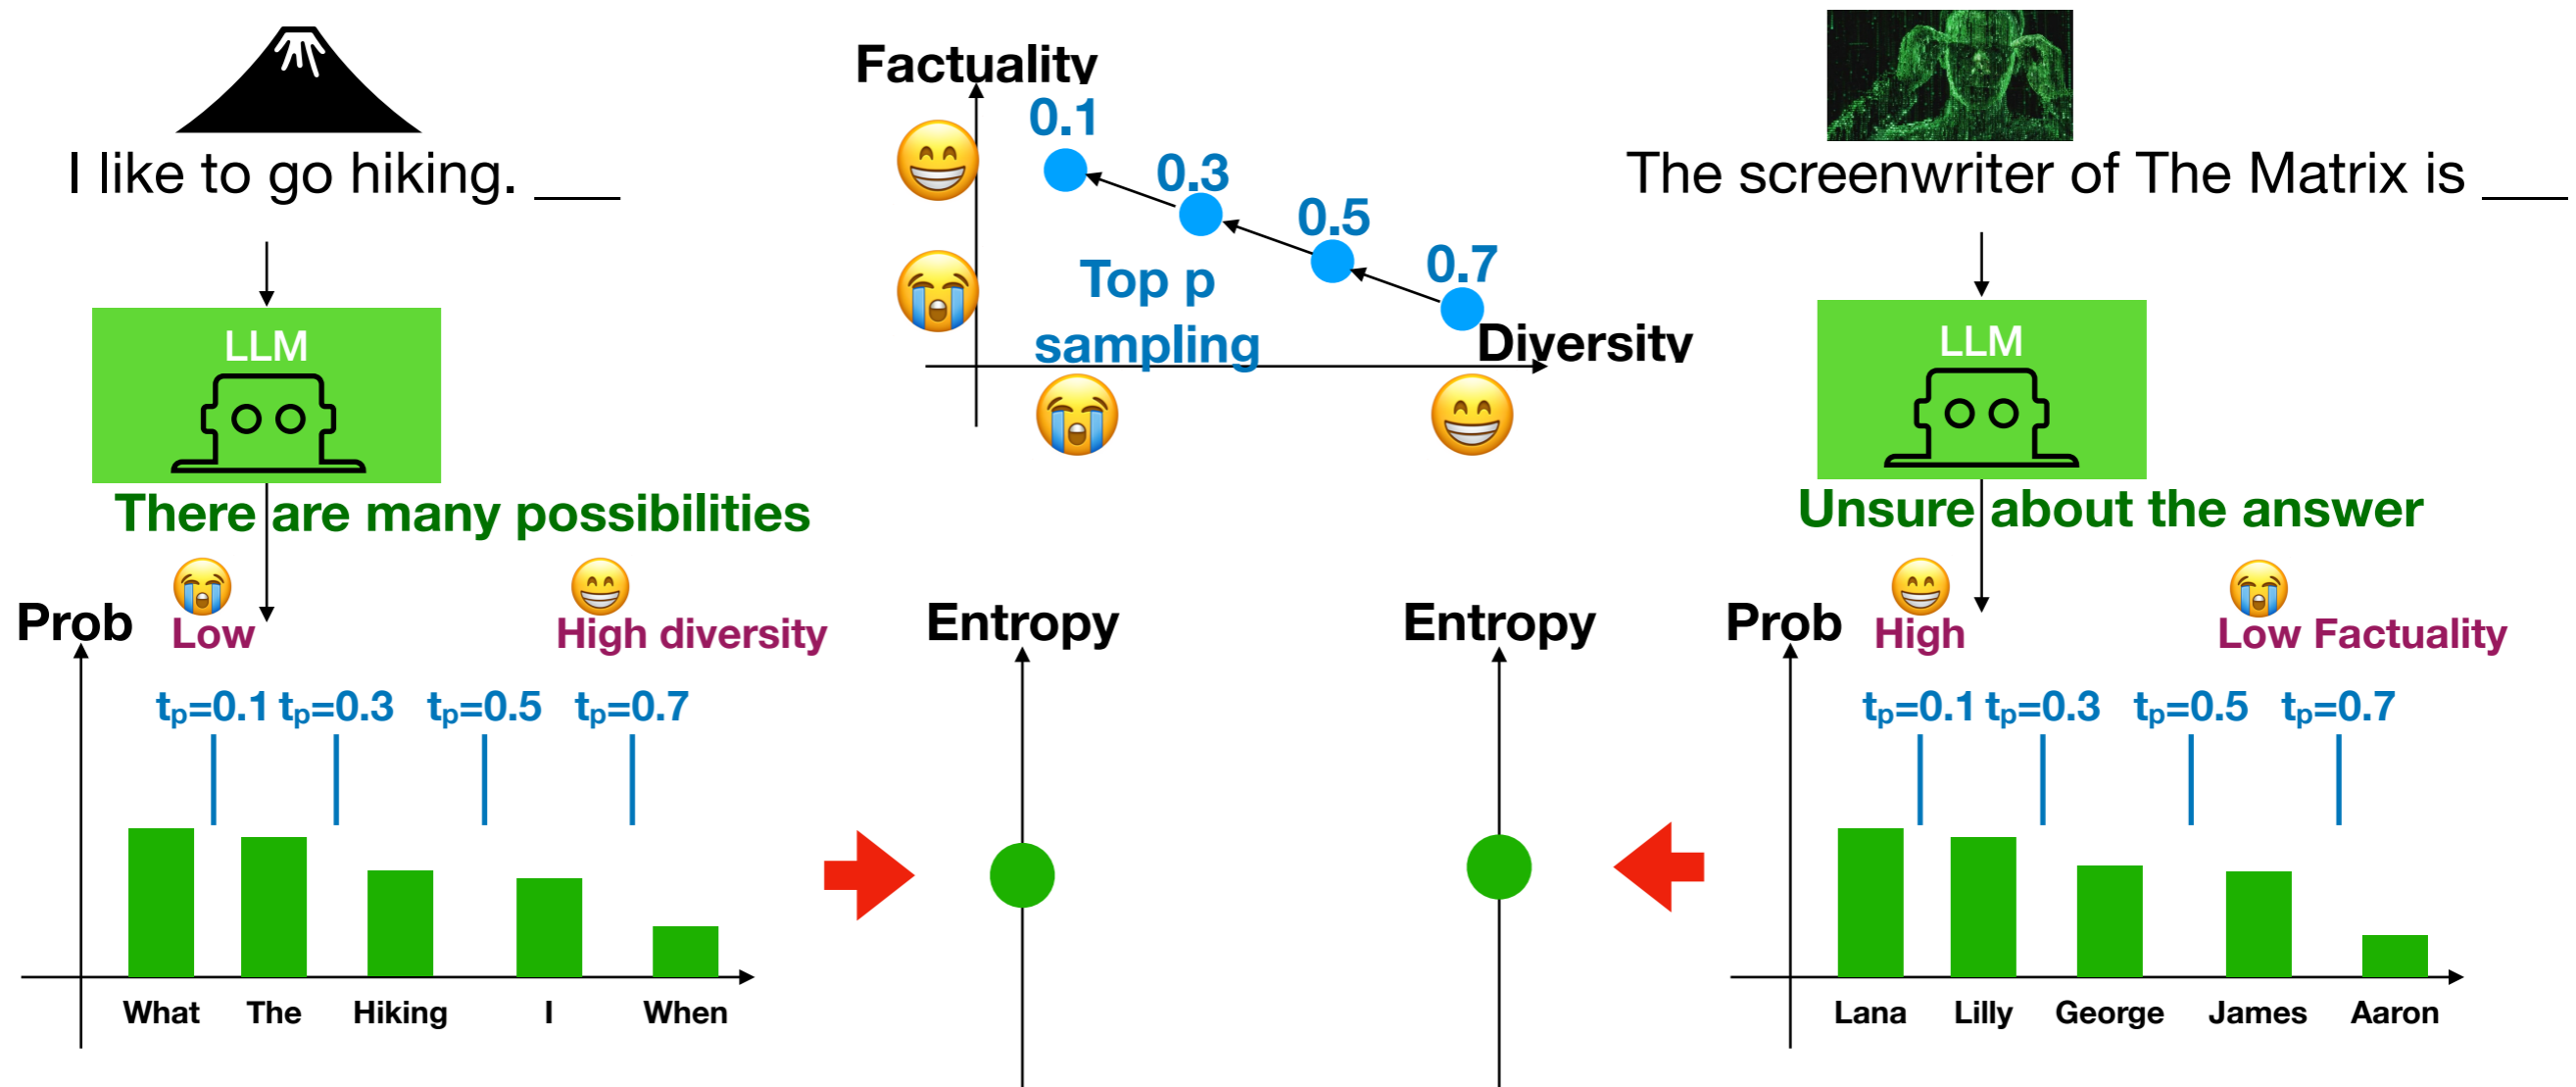 I like to go hiking. ___
LLM
There are many possibilities
Low
High diversity
Prob
tp=0.1 tp=0.3 tp=0.5 tp=0.7
What The Hiking I When
Factuality
0.1
0.3
0.5
0.7
Top p
sampling
Diversity
Entropy
Entropy
The screenwriter of The Matrix is ___
LLM
Unsure about the answer
High
Low Factuality
Prob
tp=0.1 tp=0.3 tp=0.5 tp=0.7
Lana Lilly George James Aaron